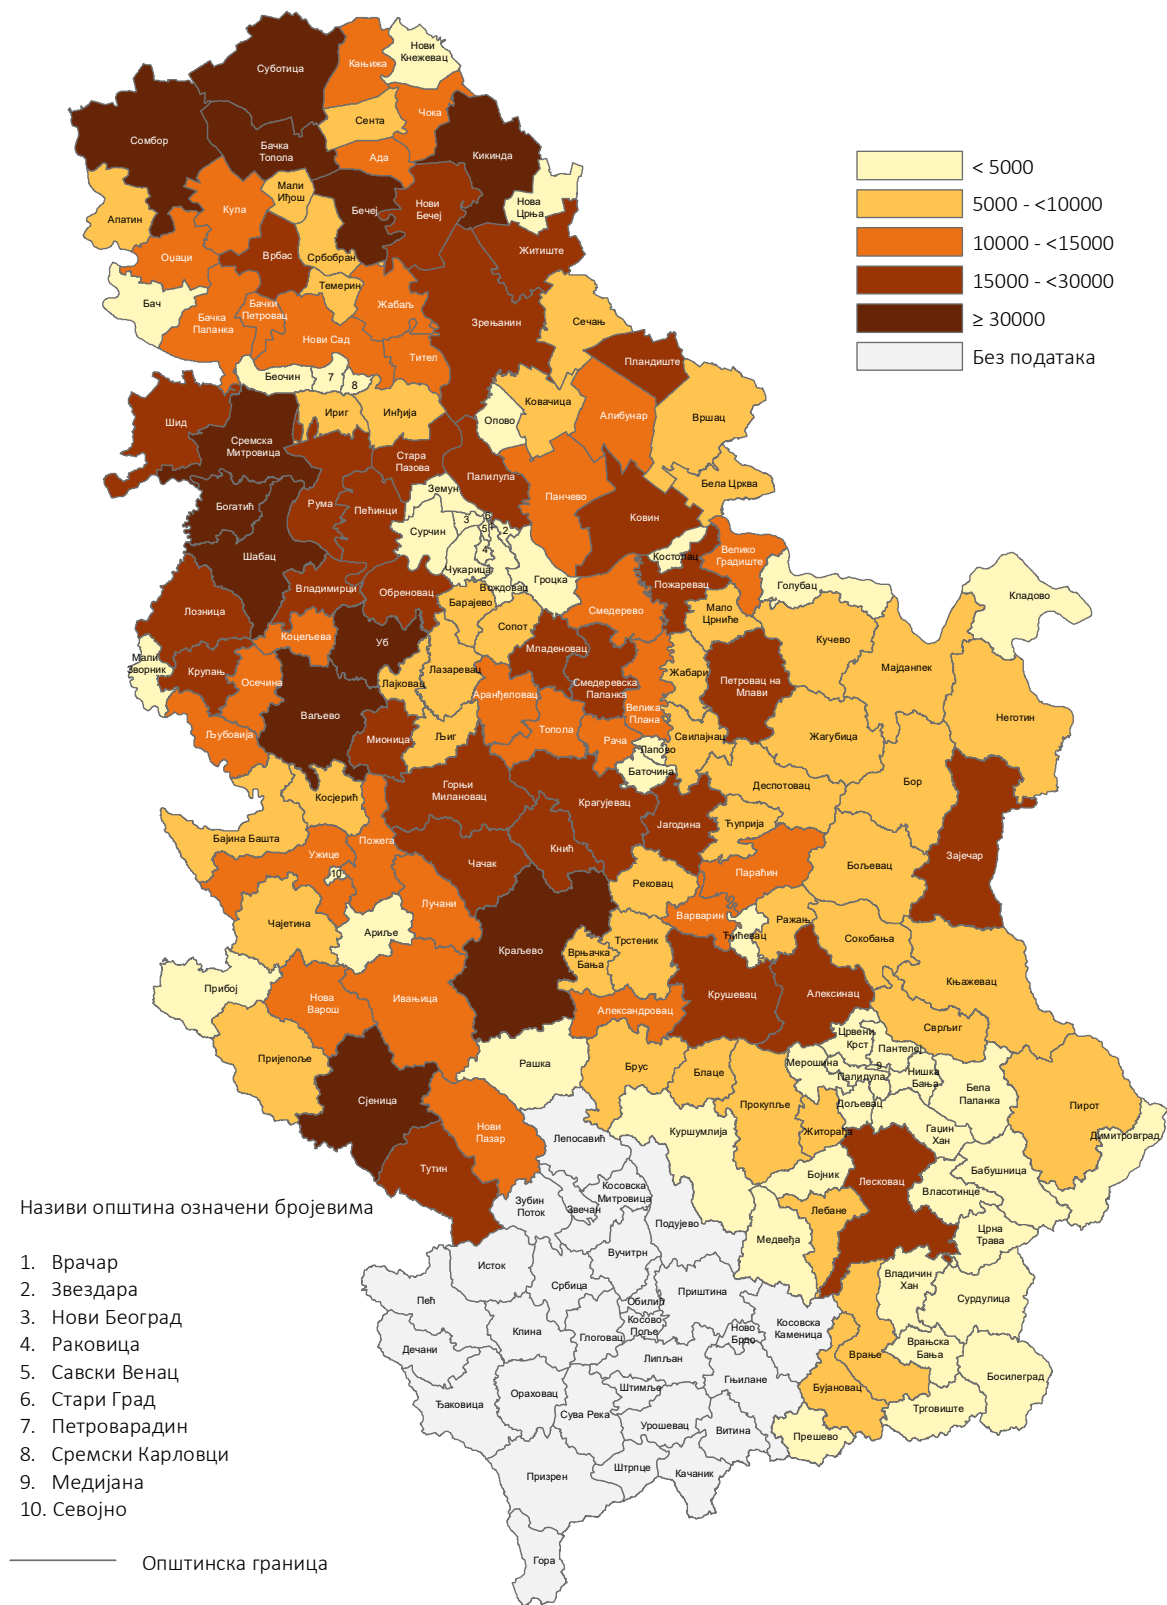 Нови
Кнежевац
Суботица
Кањижа
Чока
Сента
Сомбор
Бачка
Топола
Ада
Кикинда
< 5000
5000 - <10000
10000 - <15000
15000 - <30000
≥ 30000
Без података
Мали
Иђош
Бечеј
Нови
Бечеј
Нова
Црња
Кула
Апатин
Оџаци
Врбас
Србобран
Житиште
Темерин
Бач
Бачки
Петровац
Жабаљ
Бачка
Паланка
Нови Сад
Зрењанин
Сечањ
Тител
Пландиште
Беочин
7
8
Ириг
Инђија
Ковачица
Опово
Алибунар
Вршац
Шид
Сремска
Митровица
Стара
Пазова
Палилула
Бела Црква
Земун
Панчево
Богатић
Рума
Пећинци
Сурчин
3
6
5
1
2
4
Ковин
Шабац
Чукарица
Вождовац
Гроцка
Костолац
Велико
Градиште
Голубац
Кладово
Владимирци
Обреновац
Барајево
Пожаревац
Лозница
Смедерево
Мало
Црниће
Коцељева
Уб
Сопот
Младеновац
Кучево
Мали
Зворник
Крупањ
Осечина
Лајковац
Лазаревац
Жабари
Петровац на
Млави
Мајданпек
Смедеревска
Паланка
Аранђеловац
Ваљево
Велика
Плана
Неготин
Љубовија
Мионица
Љиг
Топола
Рача
Свилајнац
Жагубица
Лапово
Баточина
Горњи
Милановац
Косјерић
Крагујевац
Деспотовац
Бор
Бајина Башта
Пожега
Јагодина
Ћуприја
Ужице
Чачак
Кнић
Зајечар
10
Рековац
Параћин
Бољевац
Лучани
Чајетина
Ариље
Варварин
Ражањ
Ћићевац
Трстеник
Сокобања
Краљево
Врњачка
Бања
Прибој
Нова
Варош
Ивањица
Крушевац
Алексинац
Књажевац
Александровац
Пријепоље
Црвени
Крст
Сврљиг
Пантелеј
Рашка
Брус
Блаце
Мерошина
9
Палилула
Нишка
Бања
Бела
Паланка
Сјеница
Прокупље
Дољевац
Пирот
Нови
Пазар
Лепосавић
Куршумлија
Житорађа
Гаџин
Хан
Димитровград
Тутин
Бојник
Лесковац
Бабушница
Називи општина означени бројевима
Зубин
Поток
Косовска
Митровица
Звечан
Власотинце
Подујево
Лебане
Медвеђа
Црна
Трава
1. Врачар
2. Звездара
3. Нови Београд
4. Раковица
5. Савски Венац
6. Стари Град
7. Петроварадин
8. Сремски Карловци
9. Медијана
10. Севојно
Општинска граница
Исток
Вучитрн
Србица
Владичин
Хан
Сурдулица
Пећ
Обилић
Приштина
Клина
Глоговац
Косово
Поље
Ново
Брдо
Косовска
Каменица
Дечани
Липљан
Врање
Врањска
Бања
Босилеград
Ђаковица
Ораховац
Штимље
Гњилане
Бујановац
Сува Река
Урошевац
Витина
Трговиште
Прешево
Призрен
Штрпце
Качаник
Гора